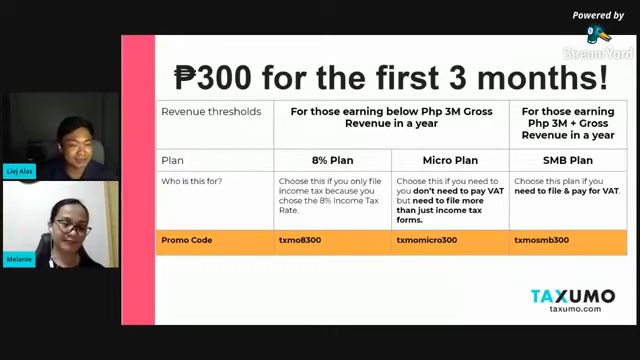 Powered by
StreamYard
₱300 for the first 3 months!
Revenue thresholds
For those earning below Php 3M Gross
Revenue in a year
For those earning
Php 3M + Gross
Revenue in a year
Plan
8% Plan
Micro Plan
SMB Plan
Who is this for?
Choose this if you only file
income tax because you
chose the 8% Income Tax
Rate.
Choose this if you need to
you don't need to pay VAT
but need to file more
than just income tax
forms.
Choose this plan if you
need to file & pay for VAT.
Promo Code
txmo8300
txmomicro300
txmosmb300
Liej Alas
Melanie
TAXUMO
taxumo.com